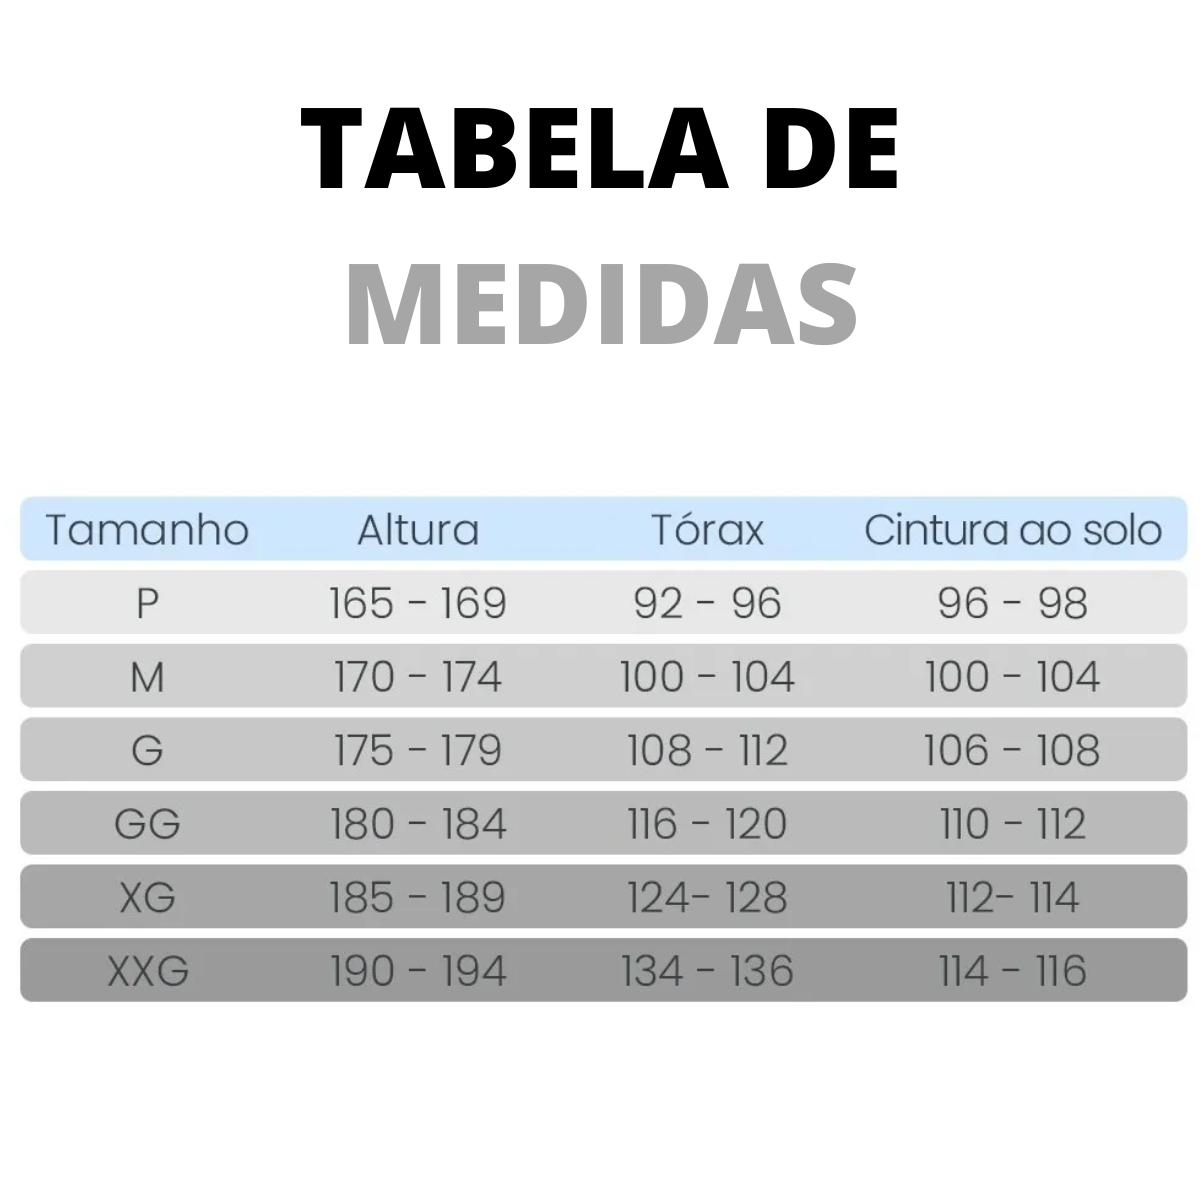 TABELA DE
MEDIDAS
Tamanho Altura Tórax Cintura ao solo
P 165 - 169 92 - 96 96 - 98
M 170 - 174 100 - 104 100 - 104
G 175 - 179 108 - 112 106 - 108
GG 180 - 184 116 - 120 110 - 112
XG 185 - 189 124- 128 112- 114
XXG 190 - 194 134 - 136 114 - 116